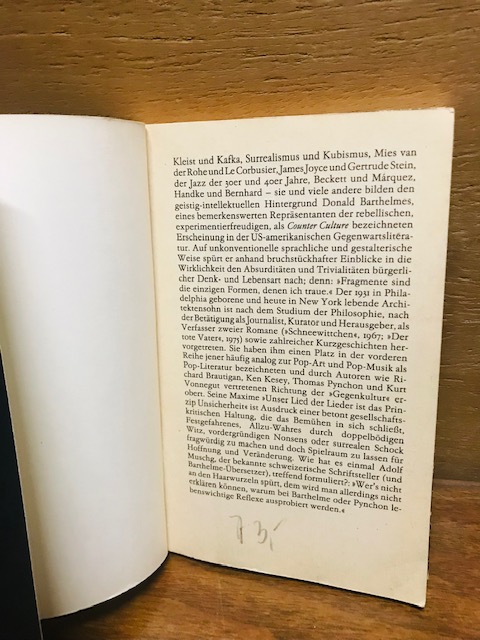 Kleist und Kafka, Surrealismus und Kubismus, Mies van
der Rohe und Le Corbusier, James Joyce und Gertrude Stein,
der Jazz der 30er und 40er Jahre, Beckett und Márquez,
Handke und Bernhard – sie und viele andere bilden den
geistig-intellektuellen Hintergrund Donald Barthelmes,
eines bemerkenswerten Repräsentanten der rebellischen,
experimentierfreudigen, als Counter Culture bezeichneten
Erscheinung in der US-amerikanischen Gegenwartslitera-
tur. Auf unkonventionelle sprachliche und gestalterische
Weise spürt er anhand bruchstückhafter Einblicke in die
Wirklichkeit den Absurditäten und Trivialitäten bürgerli-
cher Denk- und Lebensart nach; denn: »Fragmente sind
die einzigen Formen, denen ich traue.« Der 1931 in Phila-
delphia geborene und heute in New York lebende Archi-
tektensohn ist nach dem Studium der Philosophie, nach
der Betätigung als Journalist, Kurator und Herausgeber, als
Verfasser zweier Romane (»Schneewittchen«, 1967; »Der
tote Vater«, 1975) sowie zahlreicher Kurzgeschichten her-
vorgetreten. Sie haben ihm einen Platz in der vorderen
Reihe jener häufig analog zur Pop-Art und Pop-Musik als
Pop-Literatur bezeichneten und durch Autoren wie Ri-
chard Brautigan, Ken Kesey, Thomas Pynchon und Kurt
Vonnegut vertretenen Richtung der »Gegenkultur« er-
obert. Seine Maxime »Unser Lied der Lieder ist das Prin-
zip Unsicherheit« ist Ausdruck einer betont gesellschafts-
kritischen Haltung, die das Bemühen in sich schließt,
Festgefahrenes, Allzu-Wahres durch doppelbödigen
Witz, vordergründigen Nonsens oder surrealen Schock
fragwürdig zu machen und doch Spielraum zu lassen für
Hoffnung und Veränderung. Wie hat es einmal Adolf
Muschg, der bekannte schweizerische Schriftsteller (und
Barthelme-Übersetzer), treffend formuliert?: »Wer's nicht
an den Haarwurzeln spürt, dem wird man allerdings nicht
erklären können, warum bei Barthelme oder Pynchon le-
benswichtige Reflexe ausprobiert werden.«